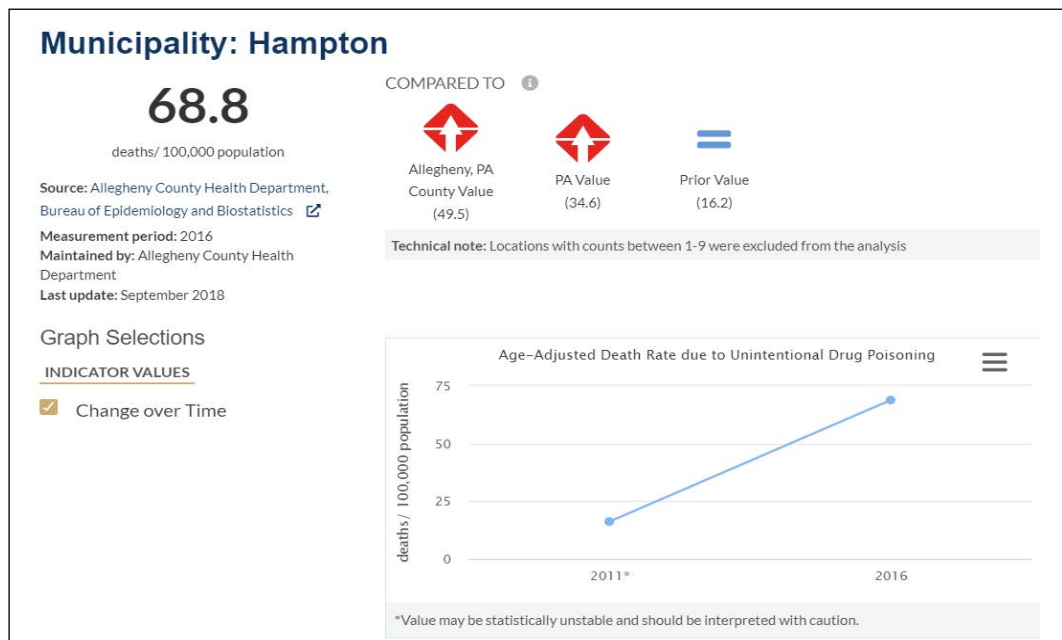 Municipality: Hampton
68.8
deaths/ 100,000 population
Source: Allegheny County Health Department,
Bureau of Epidemiology and Biostatistics
Measurement period: 2016
Maintained by: Allegheny County Health
Department
Last update: September 2018
COMPARED TO
i
Allegheny, PA
County Value
(49.5)
PA Value
(34.6)
Prior Value
(16.2)
Technical note: Locations with counts between 1-9 were excluded from the analysis
Graph Selections
INDICATOR VALUES
Change over Time
Age-Adjusted Death Rate due to Unintentional Drug Poisoning
deaths/ 100,000 population
75
50
25
0
2011*
2016
*Value may be statistically unstable and should be interpreted with caution.